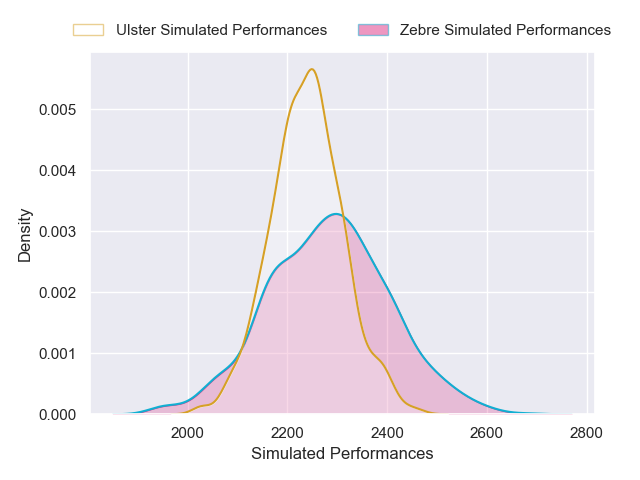 Ulster Simulated Performances Zebre Simulated Performances
0.005
0.004
0.003
0.002
0.001
0.000
Density
2000 2200 2400 2600 2800
Simulated Performances